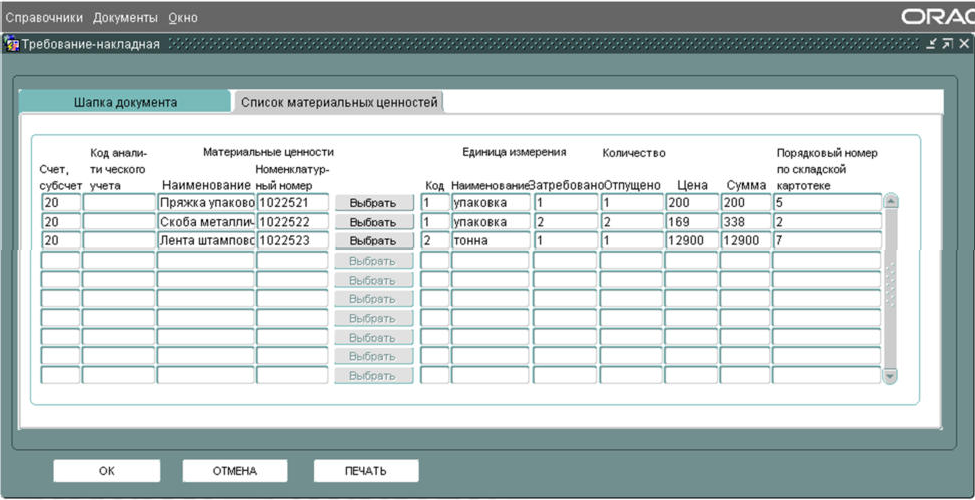 Справочники Документы Окно
ORAC
Требование-накладная
Шапка документа Список материальных ценностей
Код анали- Материальные ценности Единица измерения Количество Порядковый номер
Счет, ти ческого Номенклатур- по складской
субсчет учета Наименование ный номер Код Наименование Затребовано Отпущено Цена Сумма картотеке
20 Пряжка упаково 1022521 Выбрать 1 упаковка 1 1 200 200 5
20 Скоба металлич 1022522 Выбрать 1 упаковка 2 2 169 338 2
20 Лента штампово 1022523 Выбрать 2 тонна 1 1 12900 12900 7
Выбрать
Выбрать
Выбрать
Выбрать
Выбрать
Выбрать
Выбрать
ОК ОТМЕНА ПЕЧАТЬ